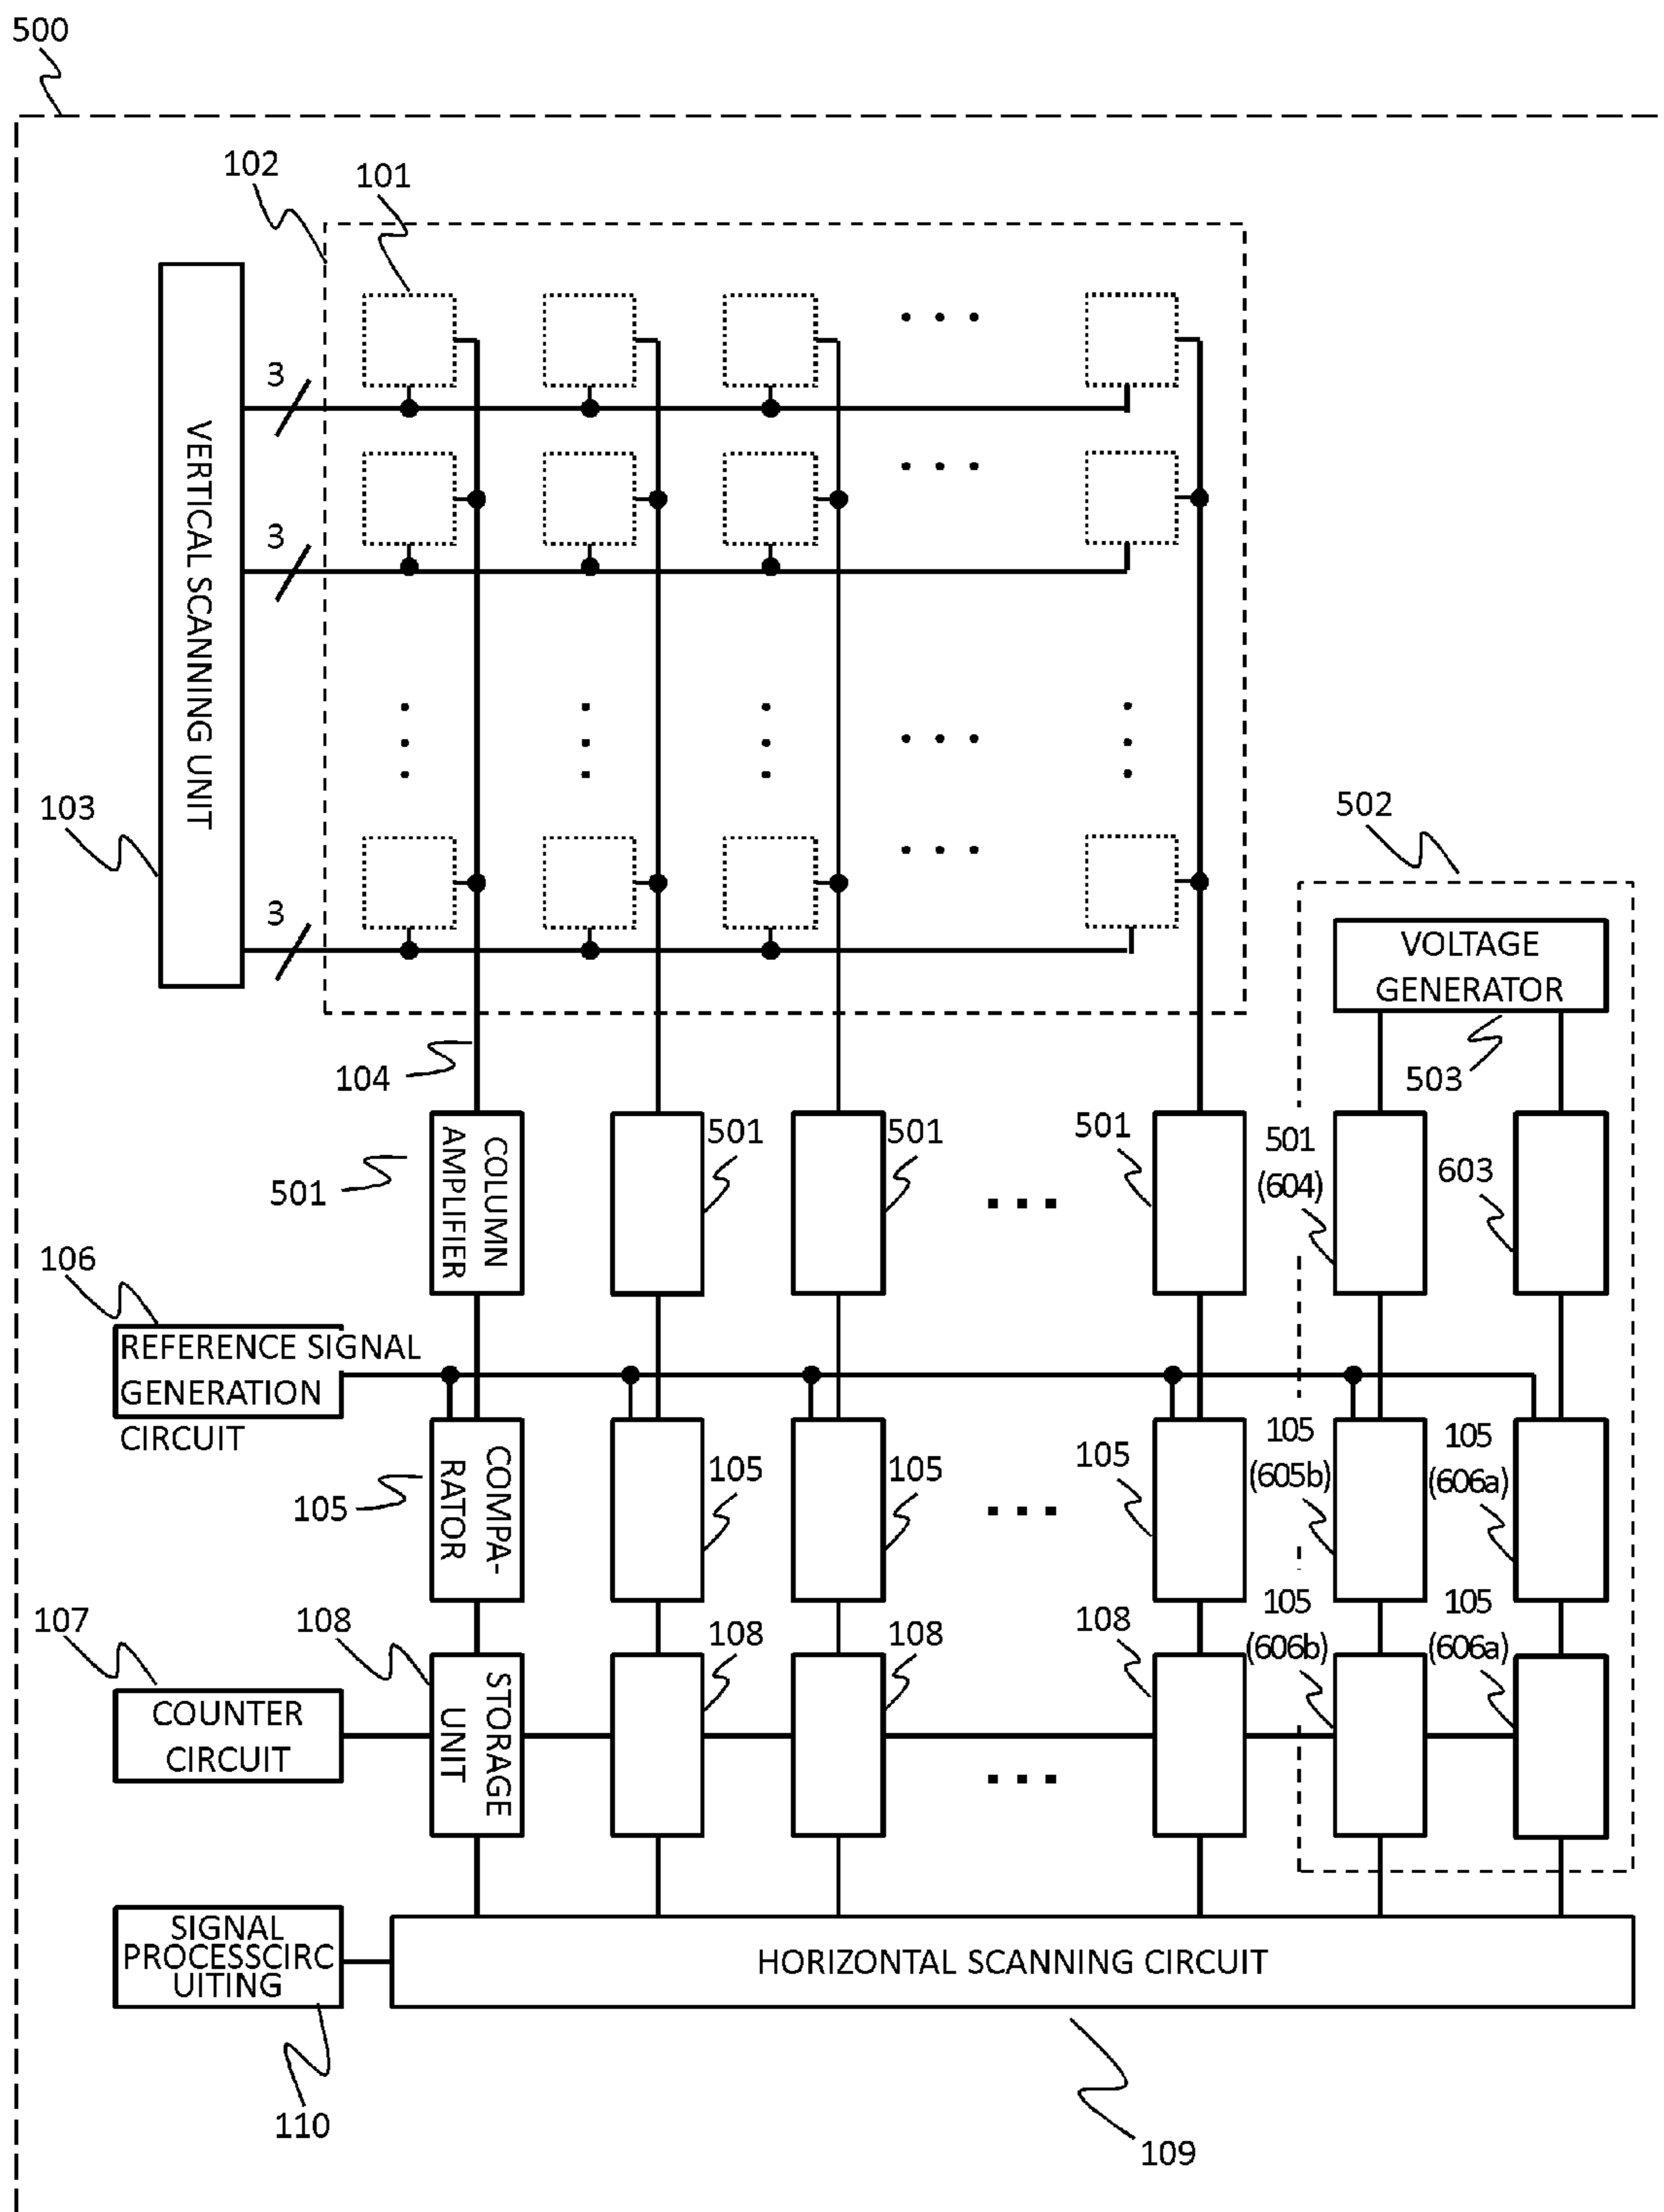 500
102
101
3
VERTICAL SCANNING UNIT
3
103
502
3
VOLTAGE
GENERATOR
104
503
COLUMN
AMPLIFIER
501
501
501
501
501
(604)
603
106
REFERENCE SIGNAL
GENERATION
CIRCUIT
COMPA-
RATOR
105
105
105
105
105
(605b)
105
(606a)
107
108
STORAGE
UNIT
108
108
108
105
(606b)
105
(606a)
COUNTER
CIRCUIT
SIGNAL
PROCESSCIRC
UITING
HORIZONTAL SCANNING CIRCUIT
110
109